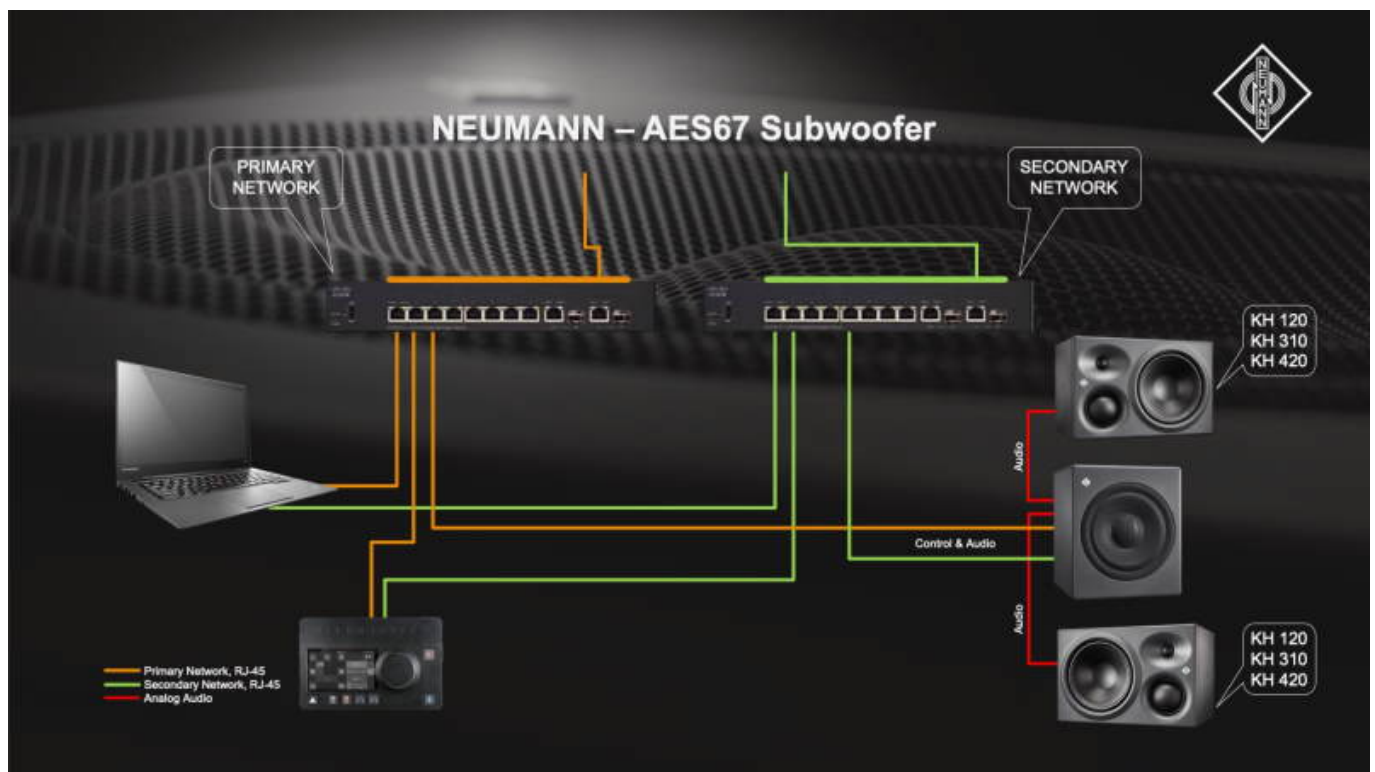 NEUMANN
NEUMANN – AES67 Subwoofer
PRIMARY
NETWORK
SECONDARY
NETWORK
KH 120
KH 310
KH 420
Audio
Control & Audio
Audio
KH 120
KH 310
KH 420
Primary Network, RJ-45
Secondary Network, RJ-45
Analog Audio